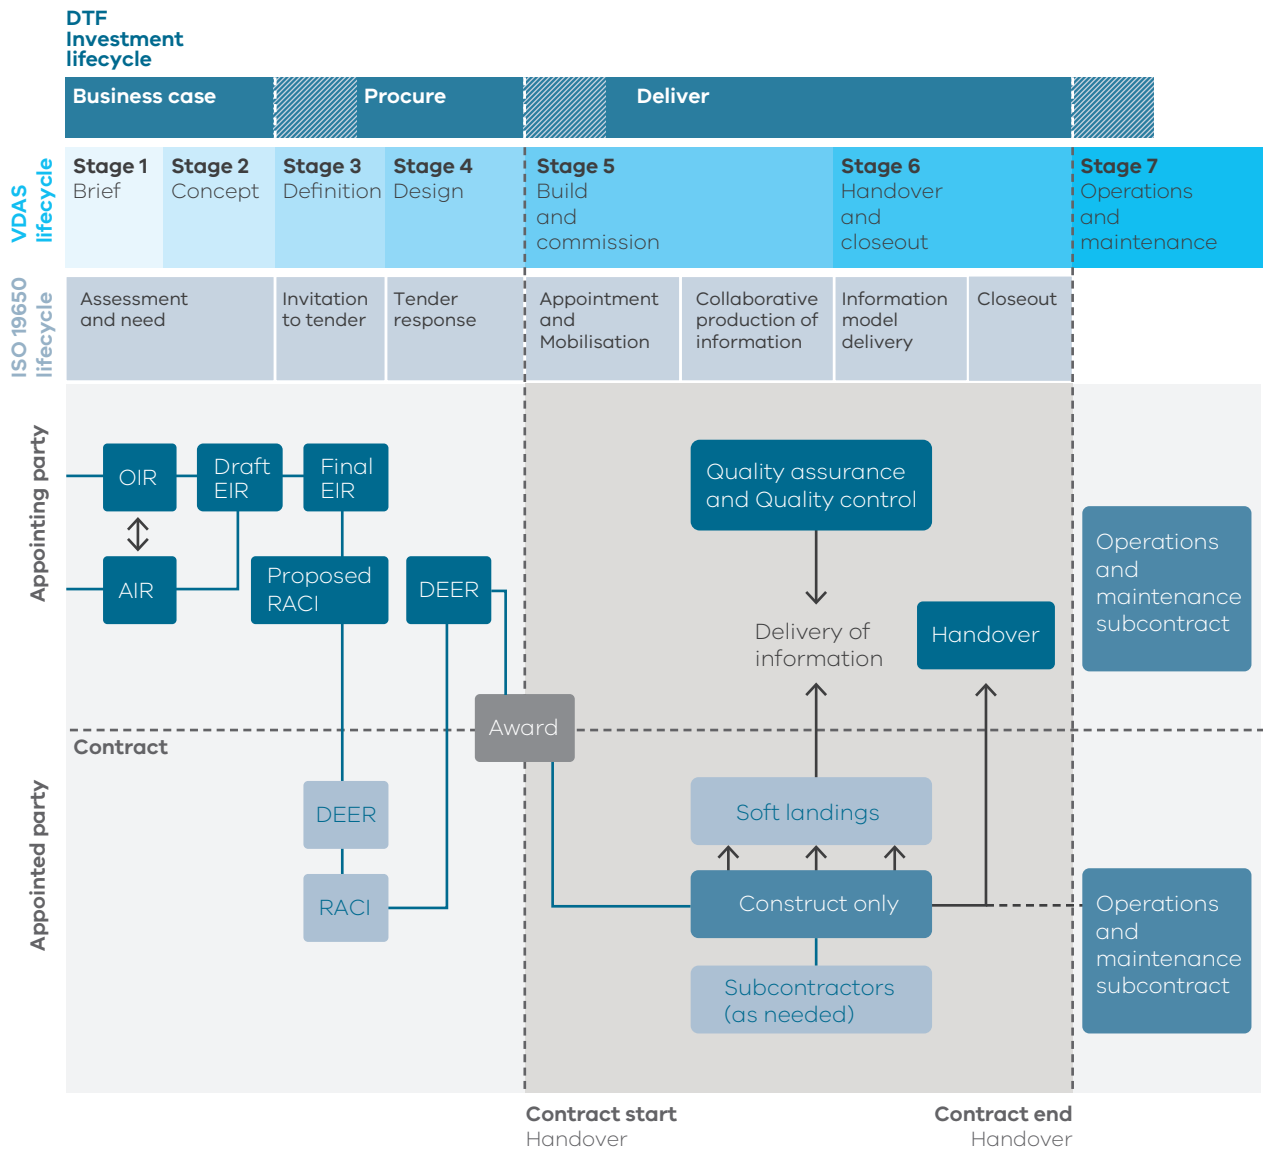 DTF
Investment
lifecycle
Business case
Procure
Deliver
VDAS
lifecycle
Stage 1
Brief
Stage 2
Concept
Stage 3
Definition
Stage 4
Design
Stage 5
Build
and
commission
Stage 6
Handover
and
closeout
Stage 7
Operations
and
maintenance
ISO 19650
lifecycle
Assessment
and need
Invitation
to tender
Tender
response
Appointment
and
Mobilisation
Collaborative
production of
information
Information
model
delivery
Closeout
Appointing party
OIR
Draft
EIR
Final
EIR
AIR
Proposed
RACI
DEER
Quality assurance
and Quality control
Delivery of
information
Handover
Operations
and
maintenance
subcontract
Award
Contract
Appointed party
DEER
RACI
Soft landings
Construct only
Subcontractors
(as needed)
Operations
and
maintenance
subcontract
Contract start
Handover
Contract end
Handover